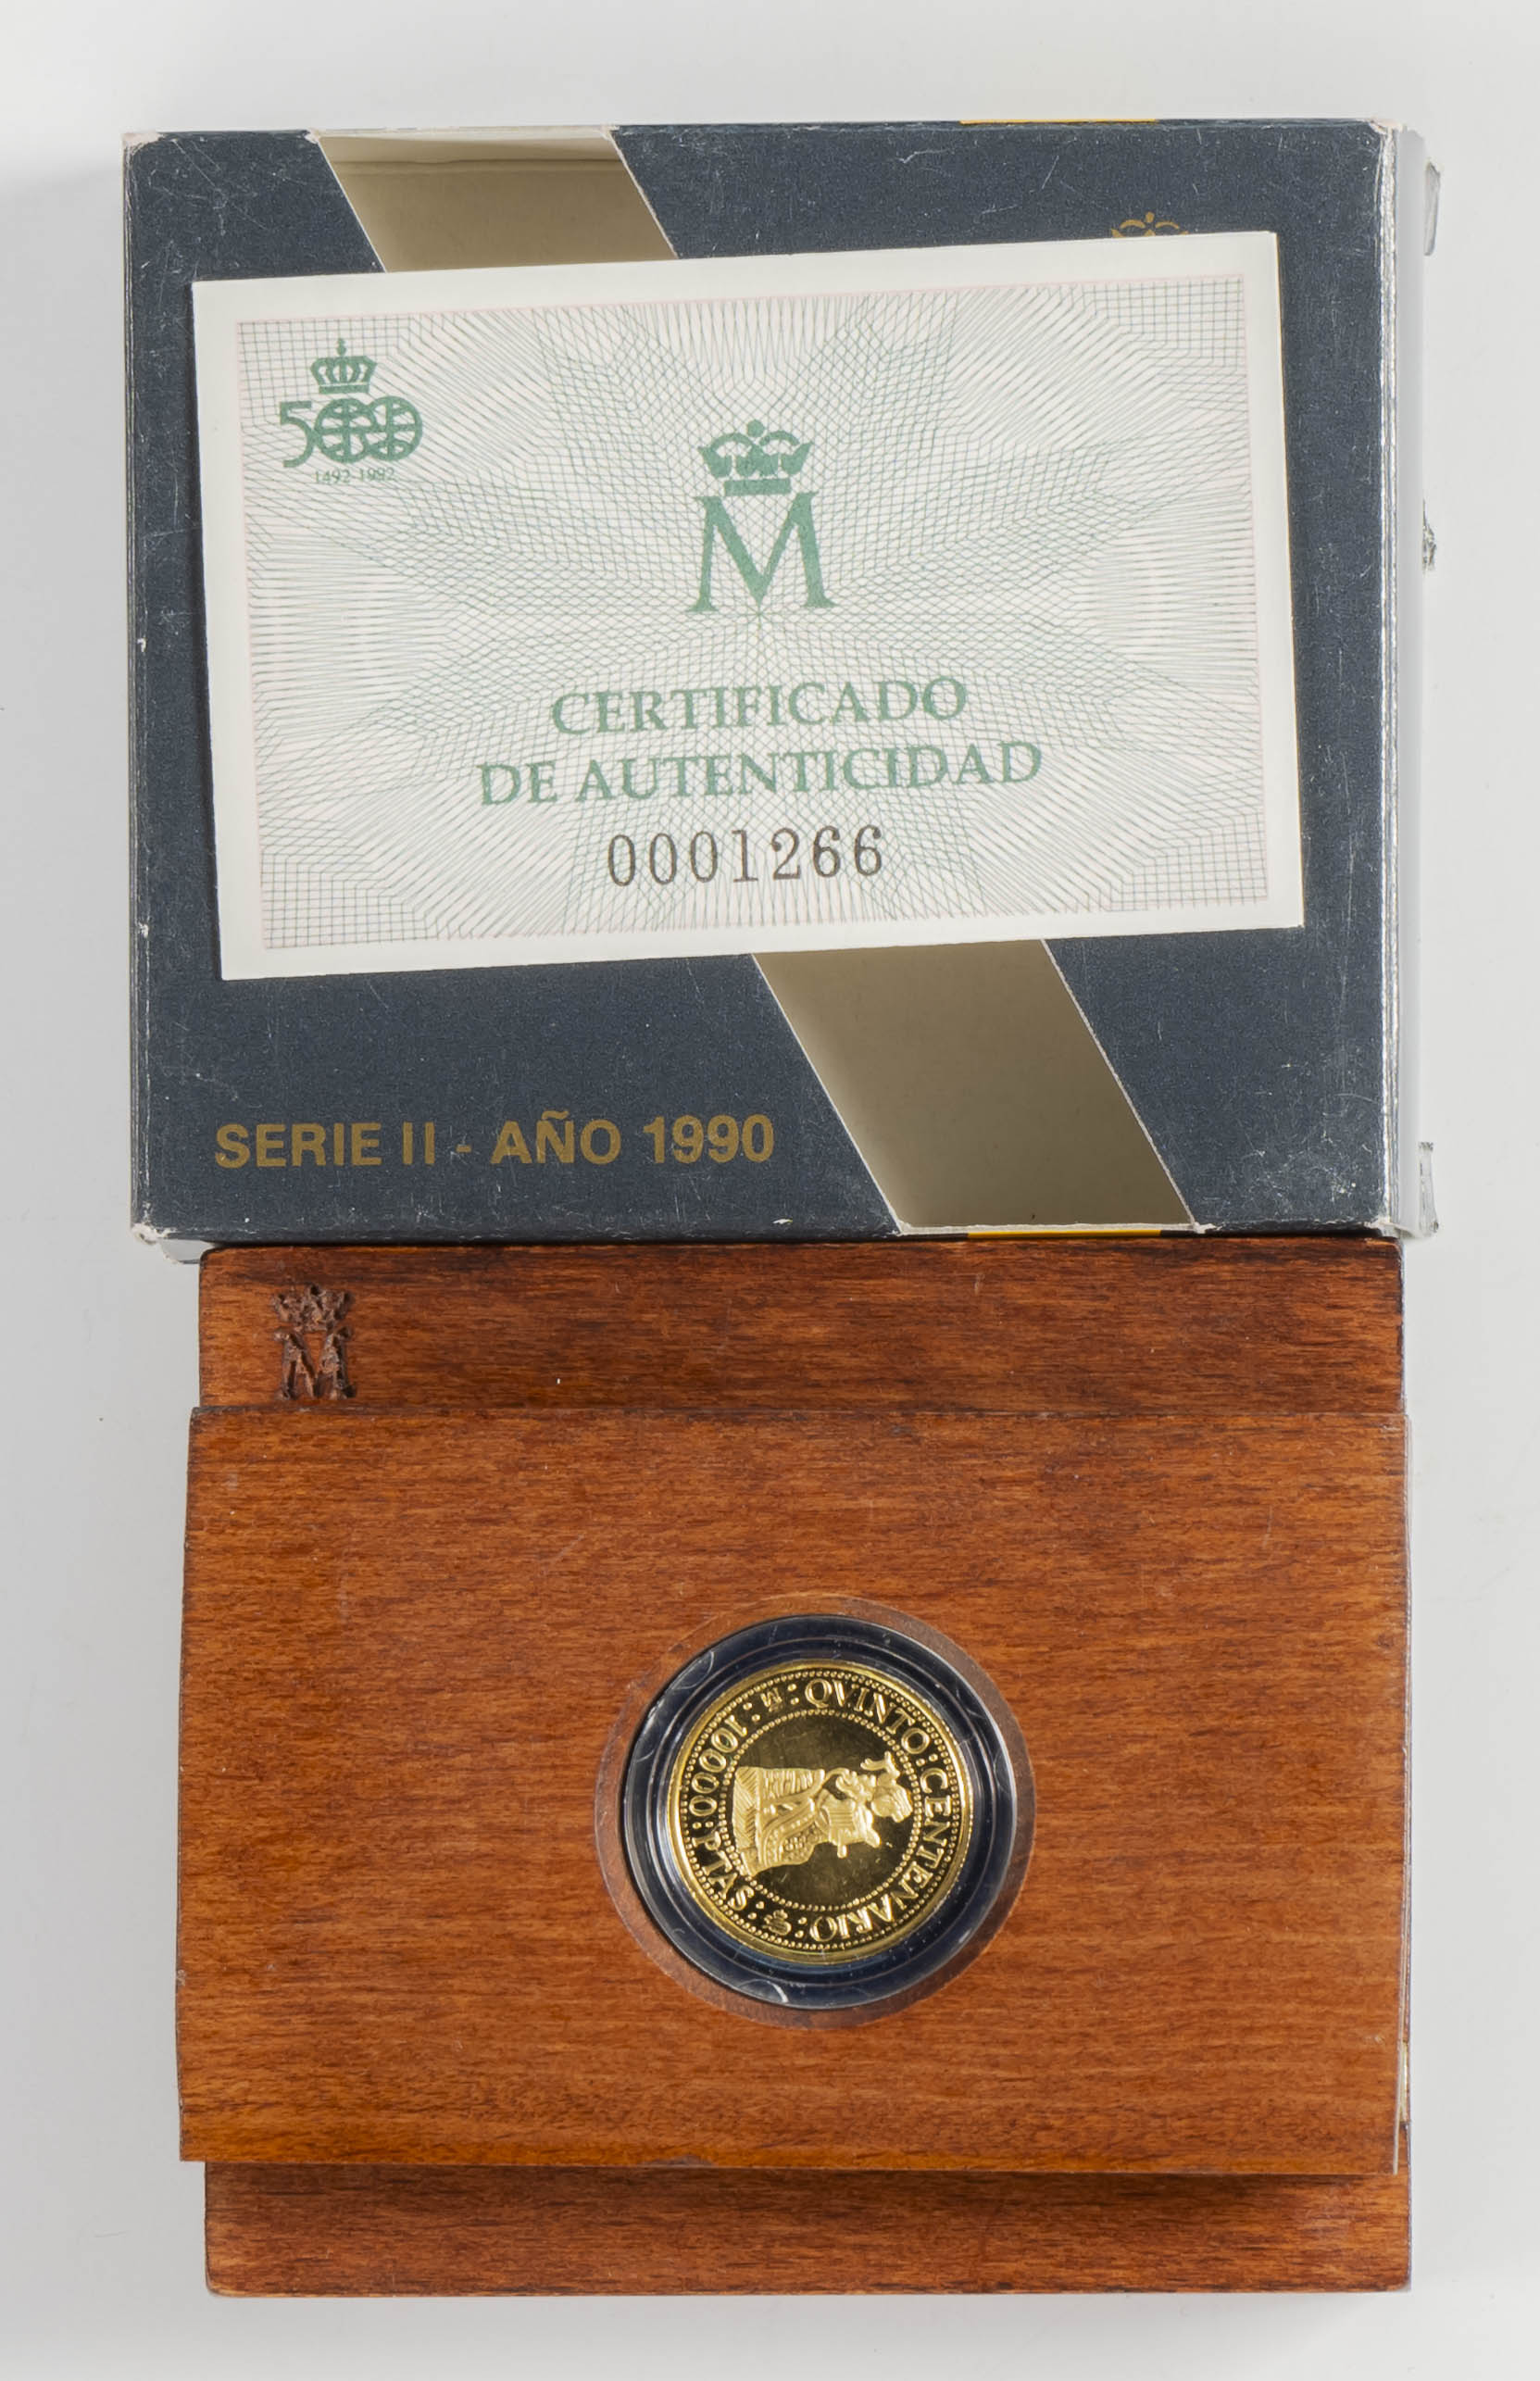 500
1492-1992
M
CERTIFICADO
DE AUTENTICIDAD
0001266
SERIE II - AÑO 1990
M
M : QVINTO : CENTENARIO :
PTAS : 10000 :